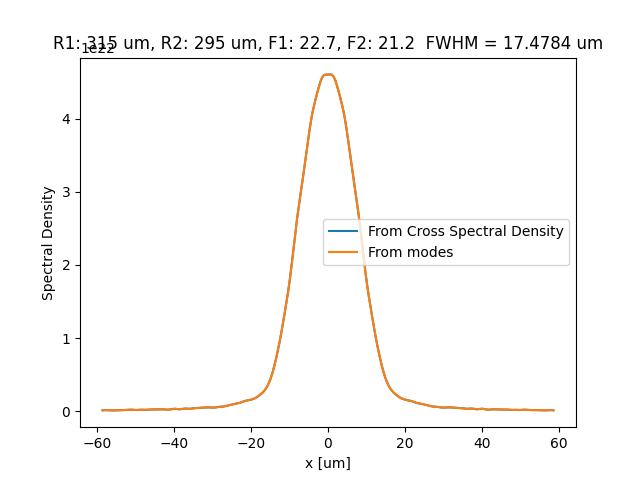 R1: 315 um, R2: 295 um, F1: 22.7, F2: 21.2  FWHM = 17.4784 um
1e22
4
3
2
1
0
Spectral Density
From Cross Spectral Density
From modes
−60 −40 −20 0 20 40 60
x [um]